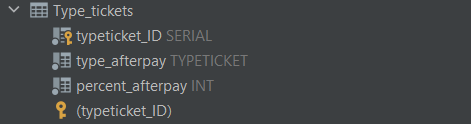 Type_tickets
typeticket_ID SERIAL
type_afterpay TYPETICKET
percent_afterpay INT
(typeticket_ID)